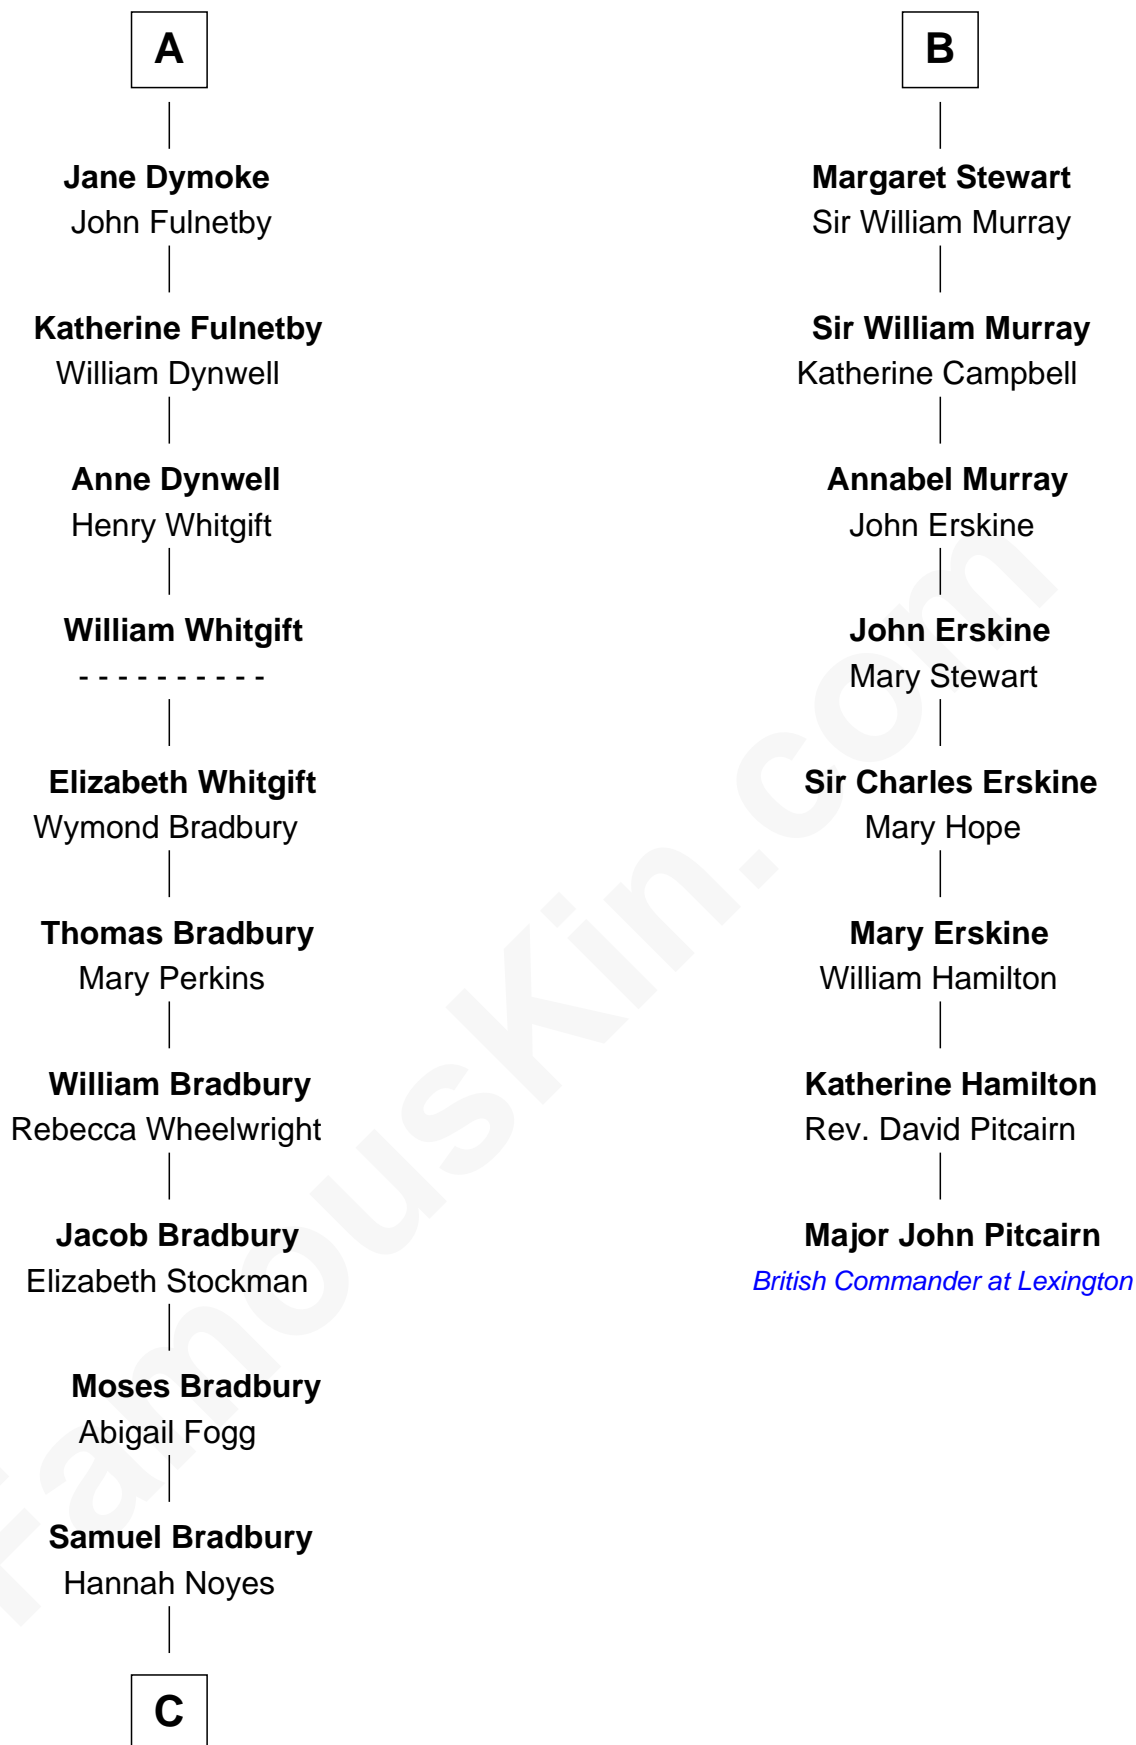 A
Jane Dymoke
John Fulnetby
Katherine Fulnetby
William Dynwell
Anne Dynwell
Henry Whitgift
William Whitgift
- - - - - - - - - -
Elizabeth Whitgift
Wymond Bradbury
Thomas Bradbury
Mary Perkins
William Bradbury
Rebecca Wheelwright
Jacob Bradbury
Elizabeth Stockman
Moses Bradbury
Abigail Fogg
Samuel Bradbury
Hannah Noyes
C
B
Margaret Stewart
Sir William Murray
Sir William Murray
Katherine Campbell
Annabel Murray
John Erskine
John Erskine
Mary Stewart
Sir Charles Erskine
Mary Hope
Mary Erskine
William Hamilton
Katherine Hamilton
Rev. David Pitcairn
Major John Pitcairn
British Commander at Lexington
FamousKin.com